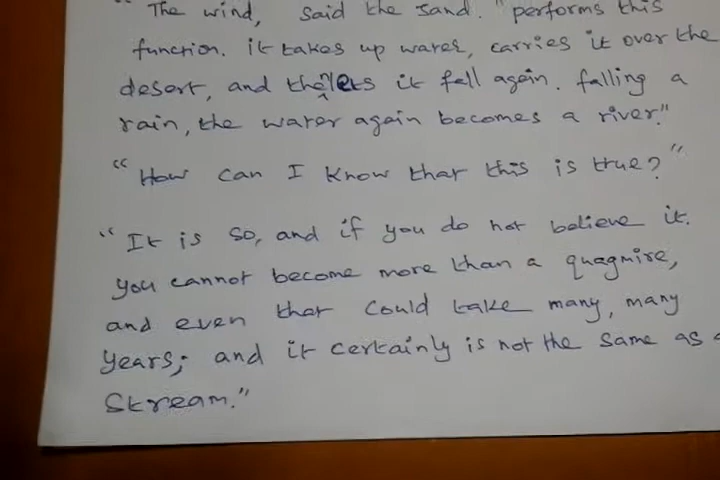 "The wind, said the sand. "performs this
function. it takes up water, carries it over the
desert, and then lets it fell again. falling a
rain, the water again becomes a river."
"How can I know that this is true?"
"It is so, and if you do not believe it.
you cannot become more than a quagmire,
and even that could take many, many
years; and it certainly is not the same as a
stream."